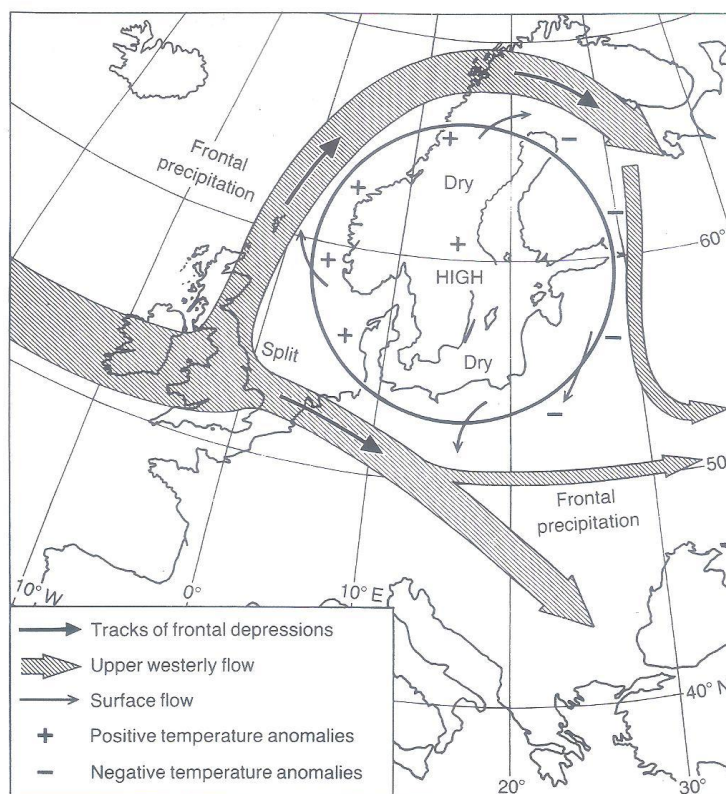 Frontal
precipitation
Dry
60°
HIGH
Split
Dry
50
Frontal
precipitation
10° W
0°
10° E
Tracks of frontal depressions
Upper westerly flow
Surface flow
40° N
Positive temperature anomalies
Negative temperature anomalies
20°
30°